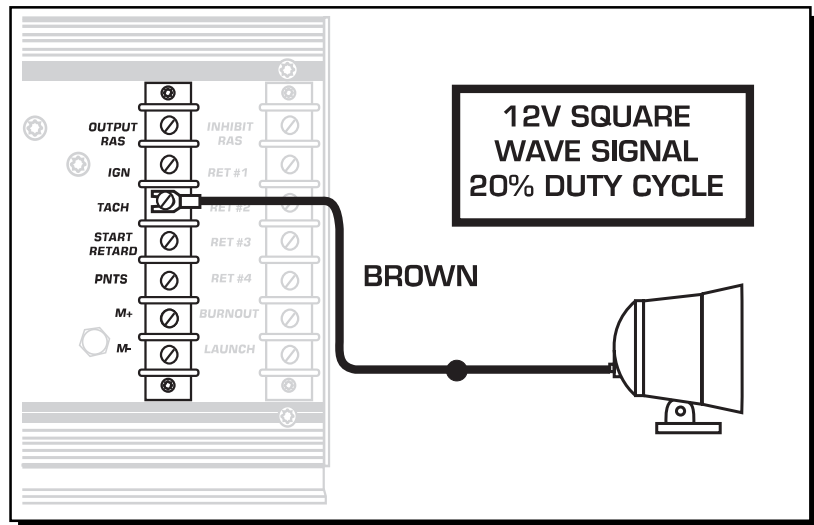 OUTPUT
RAS
IGN
TACH
START
RETARD
PNTS
M+
M-
INHIBIT
RAS
RET #1
RET #2
RET #3
RET #4
BURNOUT
LAUNCH
12V SQUARE
WAVE SIGNAL
20% DUTY CYCLE
BROWN